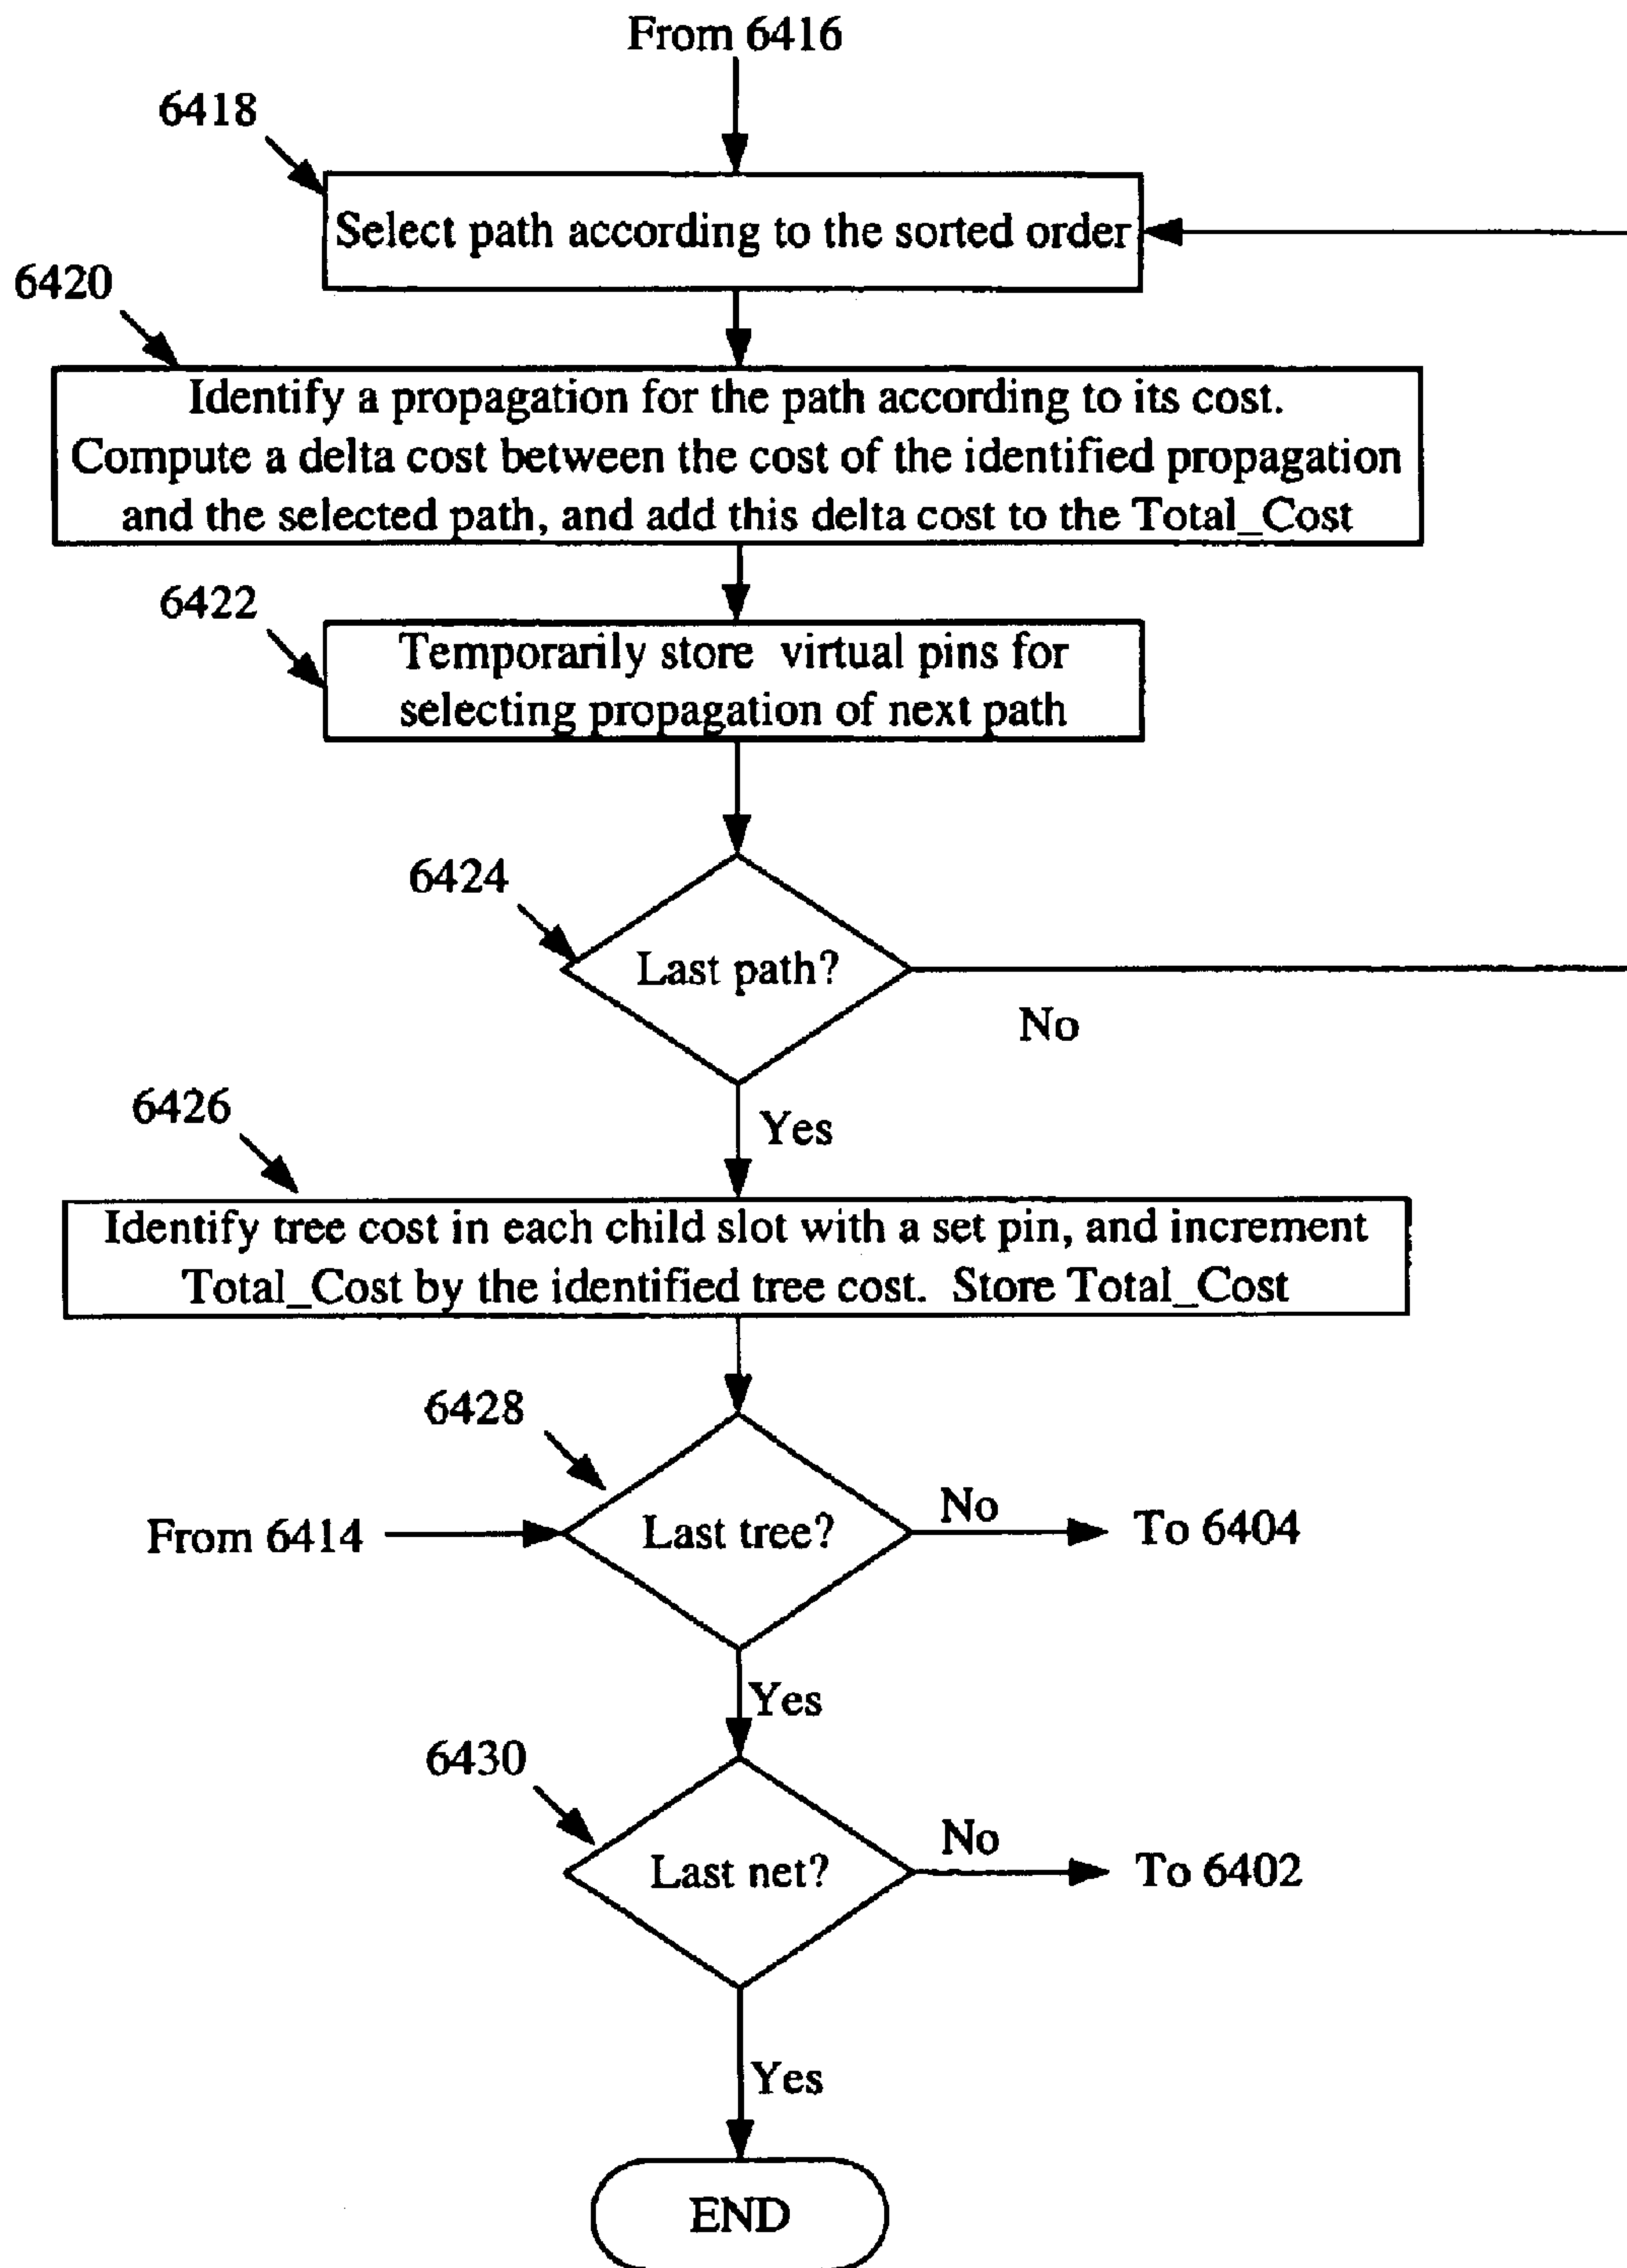 From 6416
6418
Select path according to the sorted order
6420
Identify a propagation for the path according to its cost.
Compute a delta cost between the cost of the identified propagation
and the selected path, and add this delta cost to the Total_Cost
6422
Temporarily store virtual pins for
selecting propagation of next path
6424
Last path?
No
Yes
6426
Identify tree cost in each child slot with a set pin, and increment
Total_Cost by the identified tree cost. Store Total_Cost
6428
From 6414
Last tree?
No
To 6404
Yes
6430
Last net?
No
To 6402
Yes
END